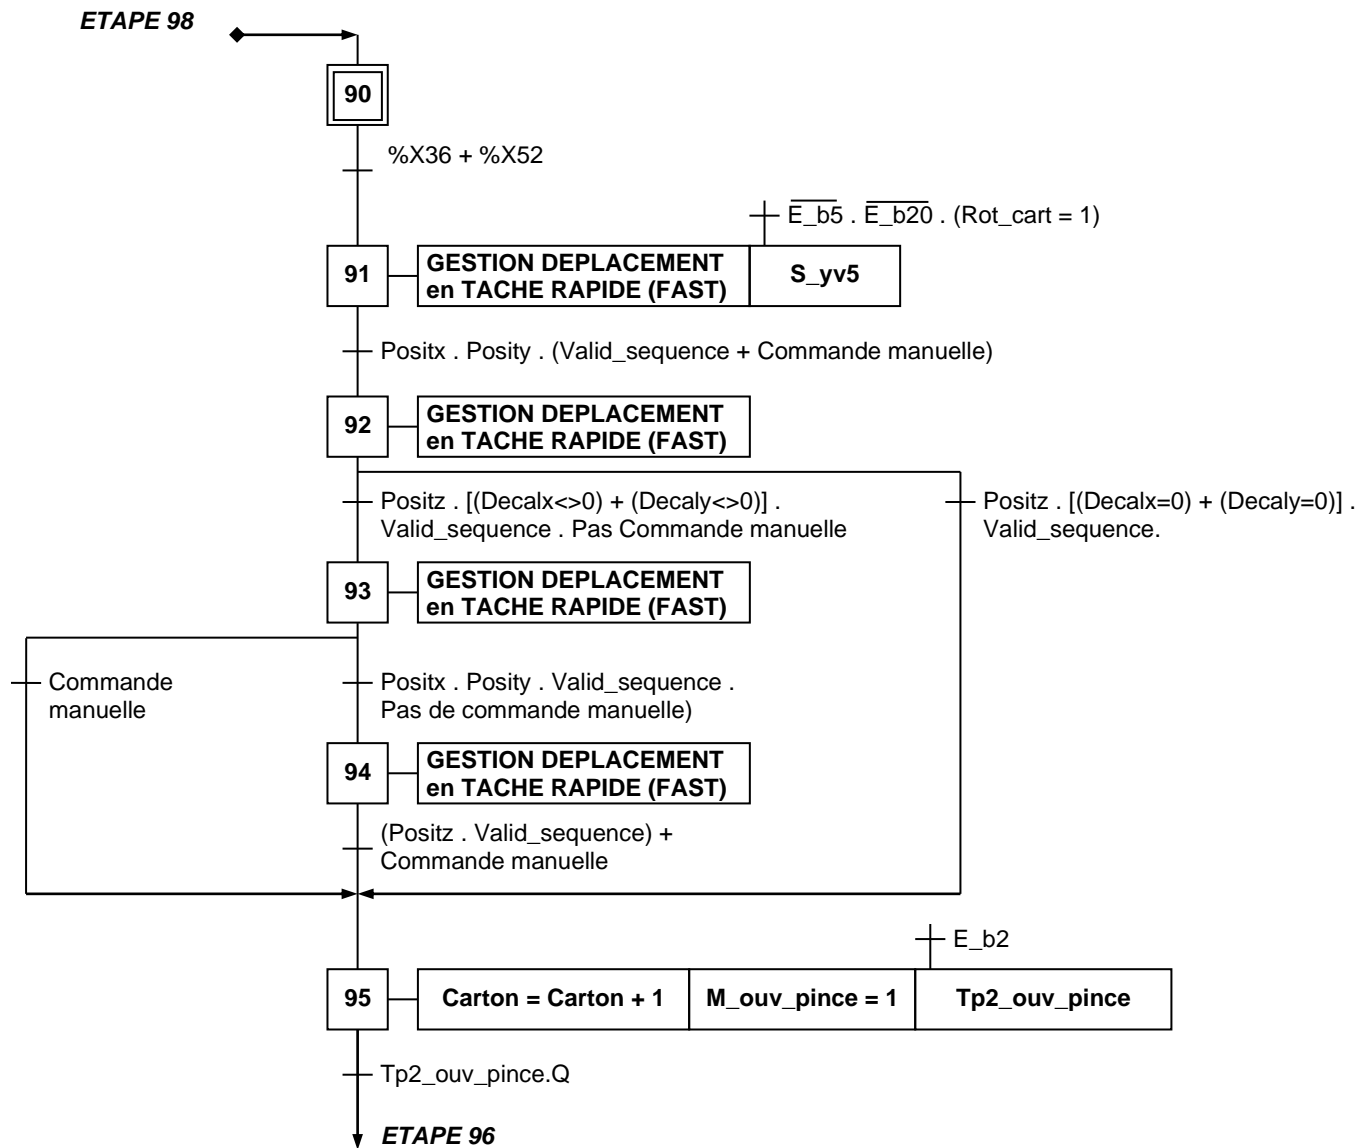 ETAPE 98
90
%X36 + %X52
E_b5 . E_b20 . (Rot_cart = 1)
91
GESTION DEPLACEMENT
en TACHE RAPIDE (FAST)
S_yv5
Positx . Posity . (Valid_sequence + Commande manuelle)
92
GESTION DEPLACEMENT
en TACHE RAPIDE (FAST)
Positz . [(Decalx<>0) + (Decaly<>0)] .
Valid_sequence . Pas Commande manuelle
Positz . [(Decalx=0) + (Decaly=0)] .
Valid_sequence.
93
GESTION DEPLACEMENT
en TACHE RAPIDE (FAST)
Commande
manuelle
Positx . Posity . Valid_sequence .
Pas de commande manuelle)
94
GESTION DEPLACEMENT
en TACHE RAPIDE (FAST)
(Positz . Valid_sequence) +
Commande manuelle
E_b2
95
Carton = Carton + 1
M_ouv_pince = 1
Tp2_ouv_pince
Tp2_ouv_pince.Q
ETAPE 96